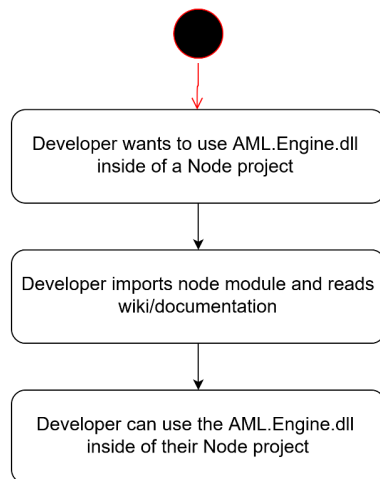 Developer wants to use AML.Engine.dll
inside of a Node project
Developer imports node module and reads
wiki/documentation
Developer can use the AML.Engine.dll
inside of their Node project